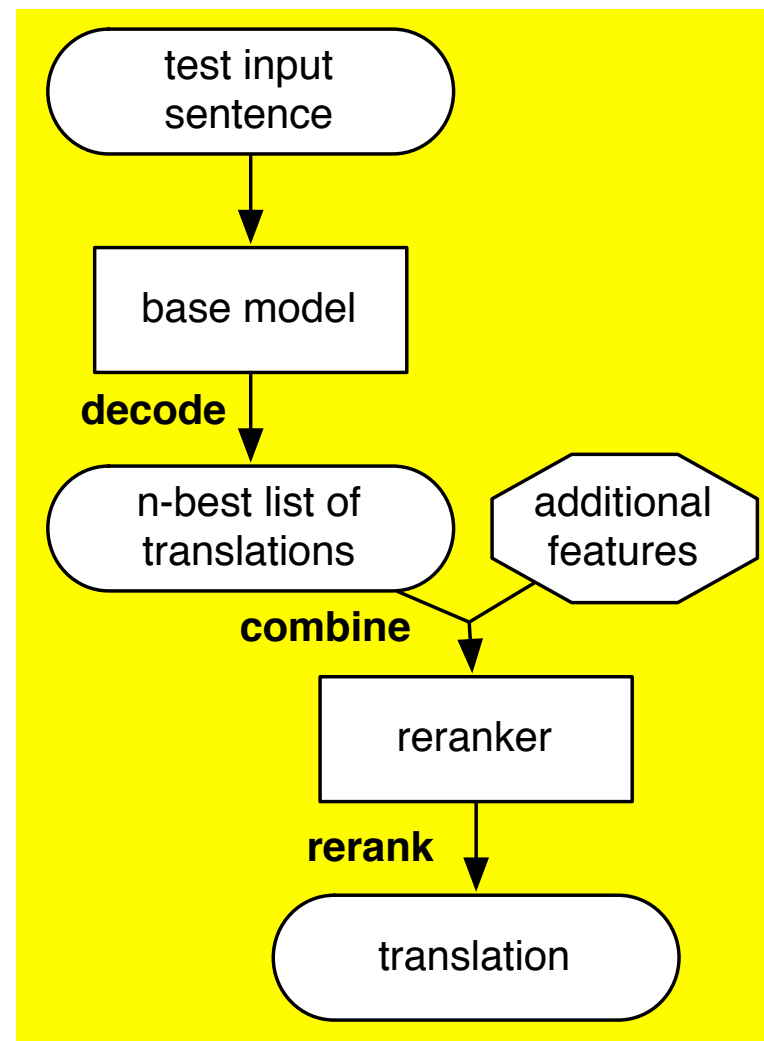 test input
sentence
base model
decode
n-best list of
translations
additional
features
combine
reranker
rerank
translation